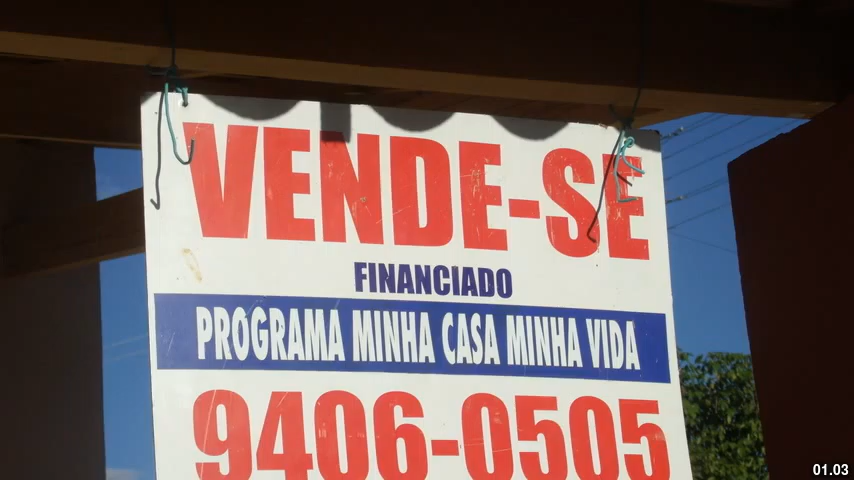 VENDE-SE
FINANCIADO
PROGRAMA MINHA CASA MINHA VIDA
9406-0505
01.03